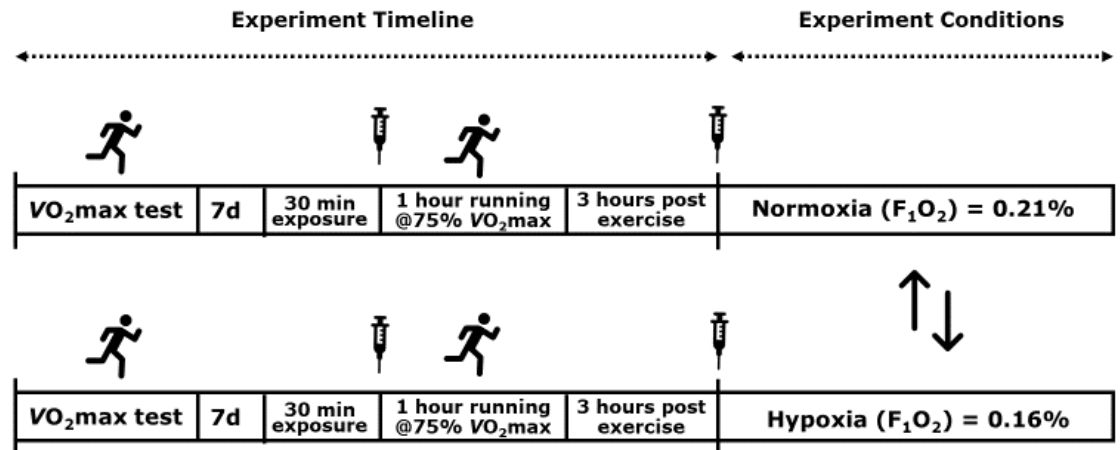 Experiment Timeline Experiment Conditions
VO₂max test 7d 30 min exposure 1 hour running @75% VO₂max 3 hours post exercise Normoxia (F₁O₂) = 0.21%
VO₂max test 7d 30 min exposure 1 hour running @75% VO₂max 3 hours post exercise Hypoxia (F₁O₂) = 0.16%